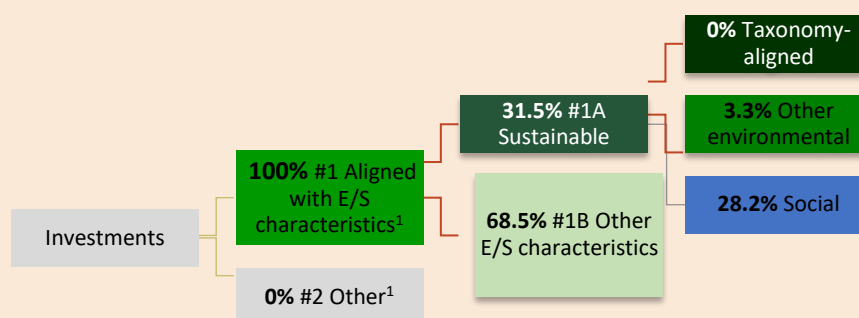 Investments
100% #1 Aligned
with E/S
characteristics¹
0% #2 Other¹
31.5% #1A
Sustainable
68.5% #1B Other
E/S characteristics
0% Taxonomy-
aligned
3.3% Other
environmental
28.2% Social